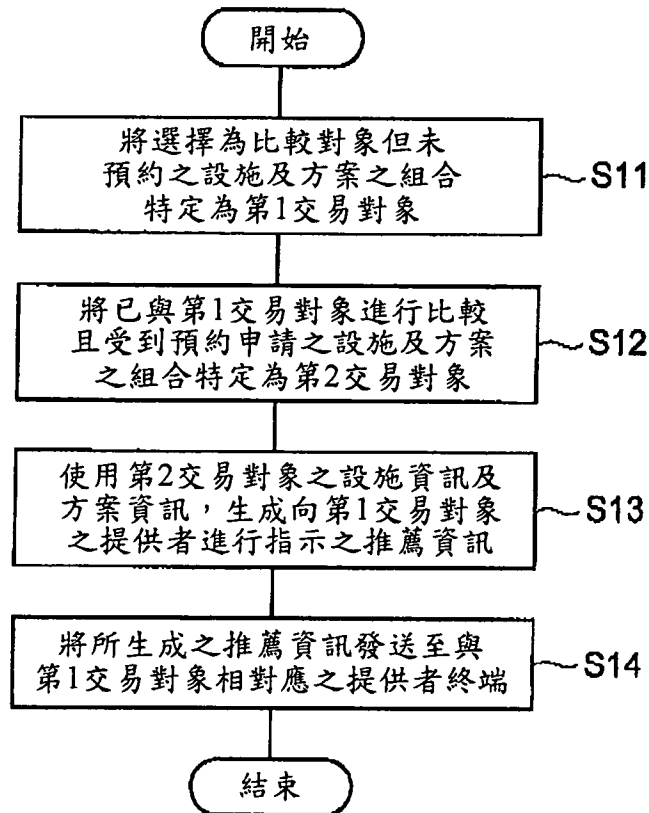 開始
將選擇為比較對象但未
預約之設施及方案之組合
特定為第1交易對象
S11
將已與第1交易對象進行比較
且受到預約申請之設施及方案
之組合特定為第2交易對象
S12
使用第2交易對象之設施資訊及
方案資訊，生成向第1交易對象
之提供者進行指示之推薦資訊
S13
將所生成之推薦資訊發送至與
第1交易對象相對應之提供者終端
S14
結束